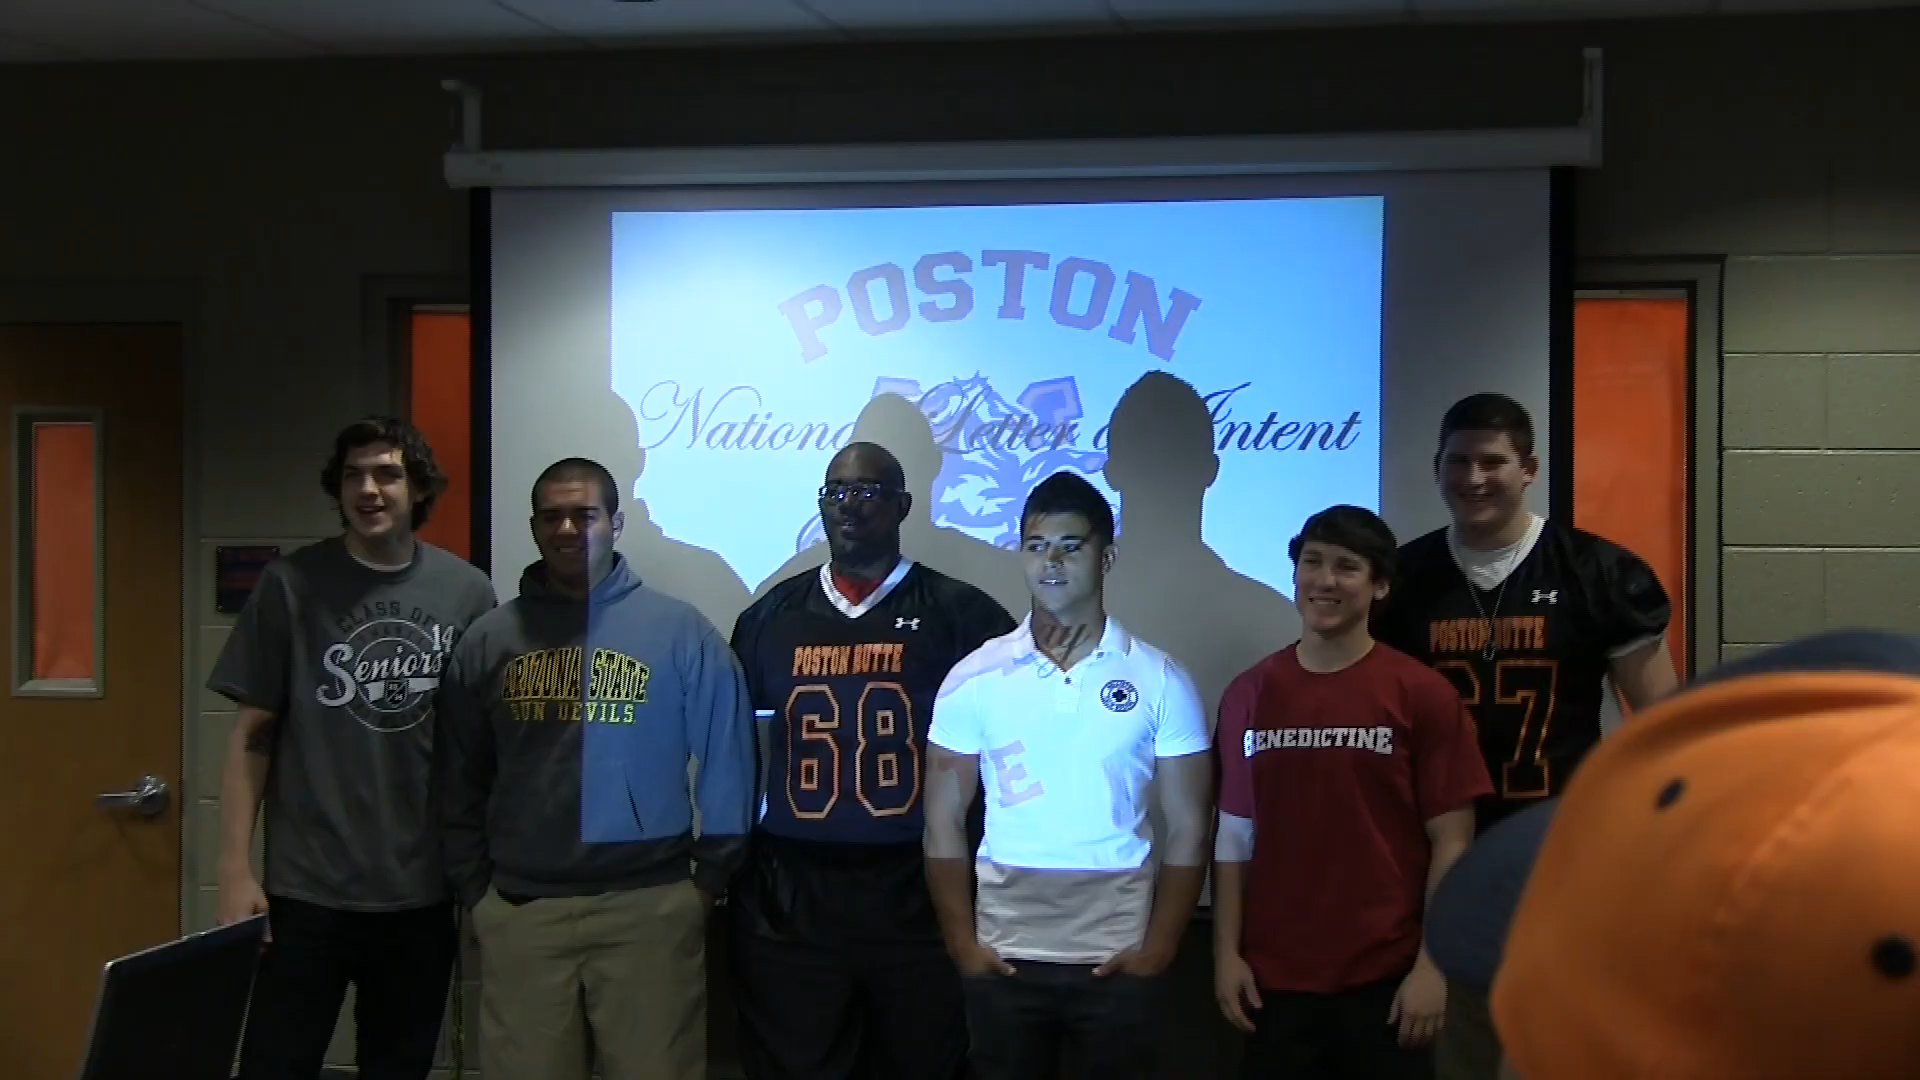 POSTON
National Letter of Intent
CLASS OF
14
Seniors
ARIZONA STATE
SUN DEVILS
POSTON BUTTE
68
E
BENEDICTINE
POSTON BUTTE
67